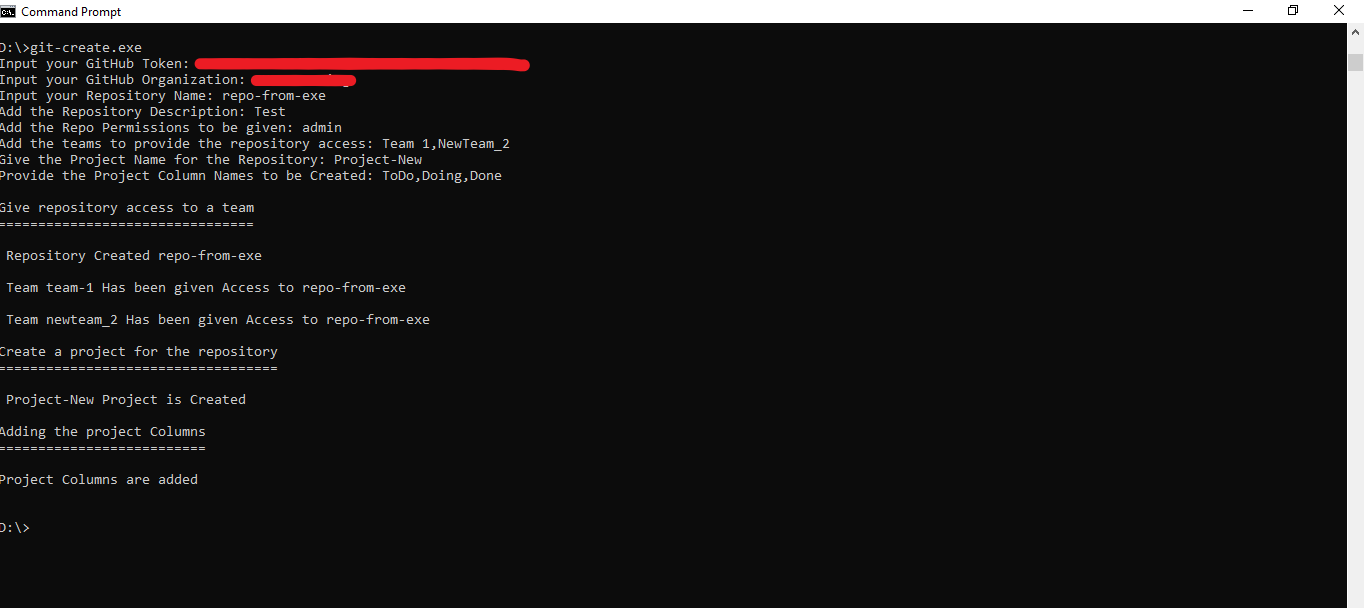 Command Prompt
D:\>git-create.exe
Input your GitHub Token:
Input your GitHub Organization:
Input your Repository Name: repo-from-exe
Add the Repository Description: Test
Add the Repo Permissions to be given: admin
Add the teams to provide the repository access: Team 1,NewTeam_2
Give the Project Name for the Repository: Project-New
Provide the Project Column Names to be Created: ToDo,Doing,Done
Give repository access to a team
================================
Repository Created repo-from-exe
Team team-1 Has been given Access to repo-from-exe
Team newteam_2 Has been given Access to repo-from-exe
Create a project for the repository
===================================
Project-New Project is Created
Adding the project Columns
==========================
Project Columns are added
D:\>